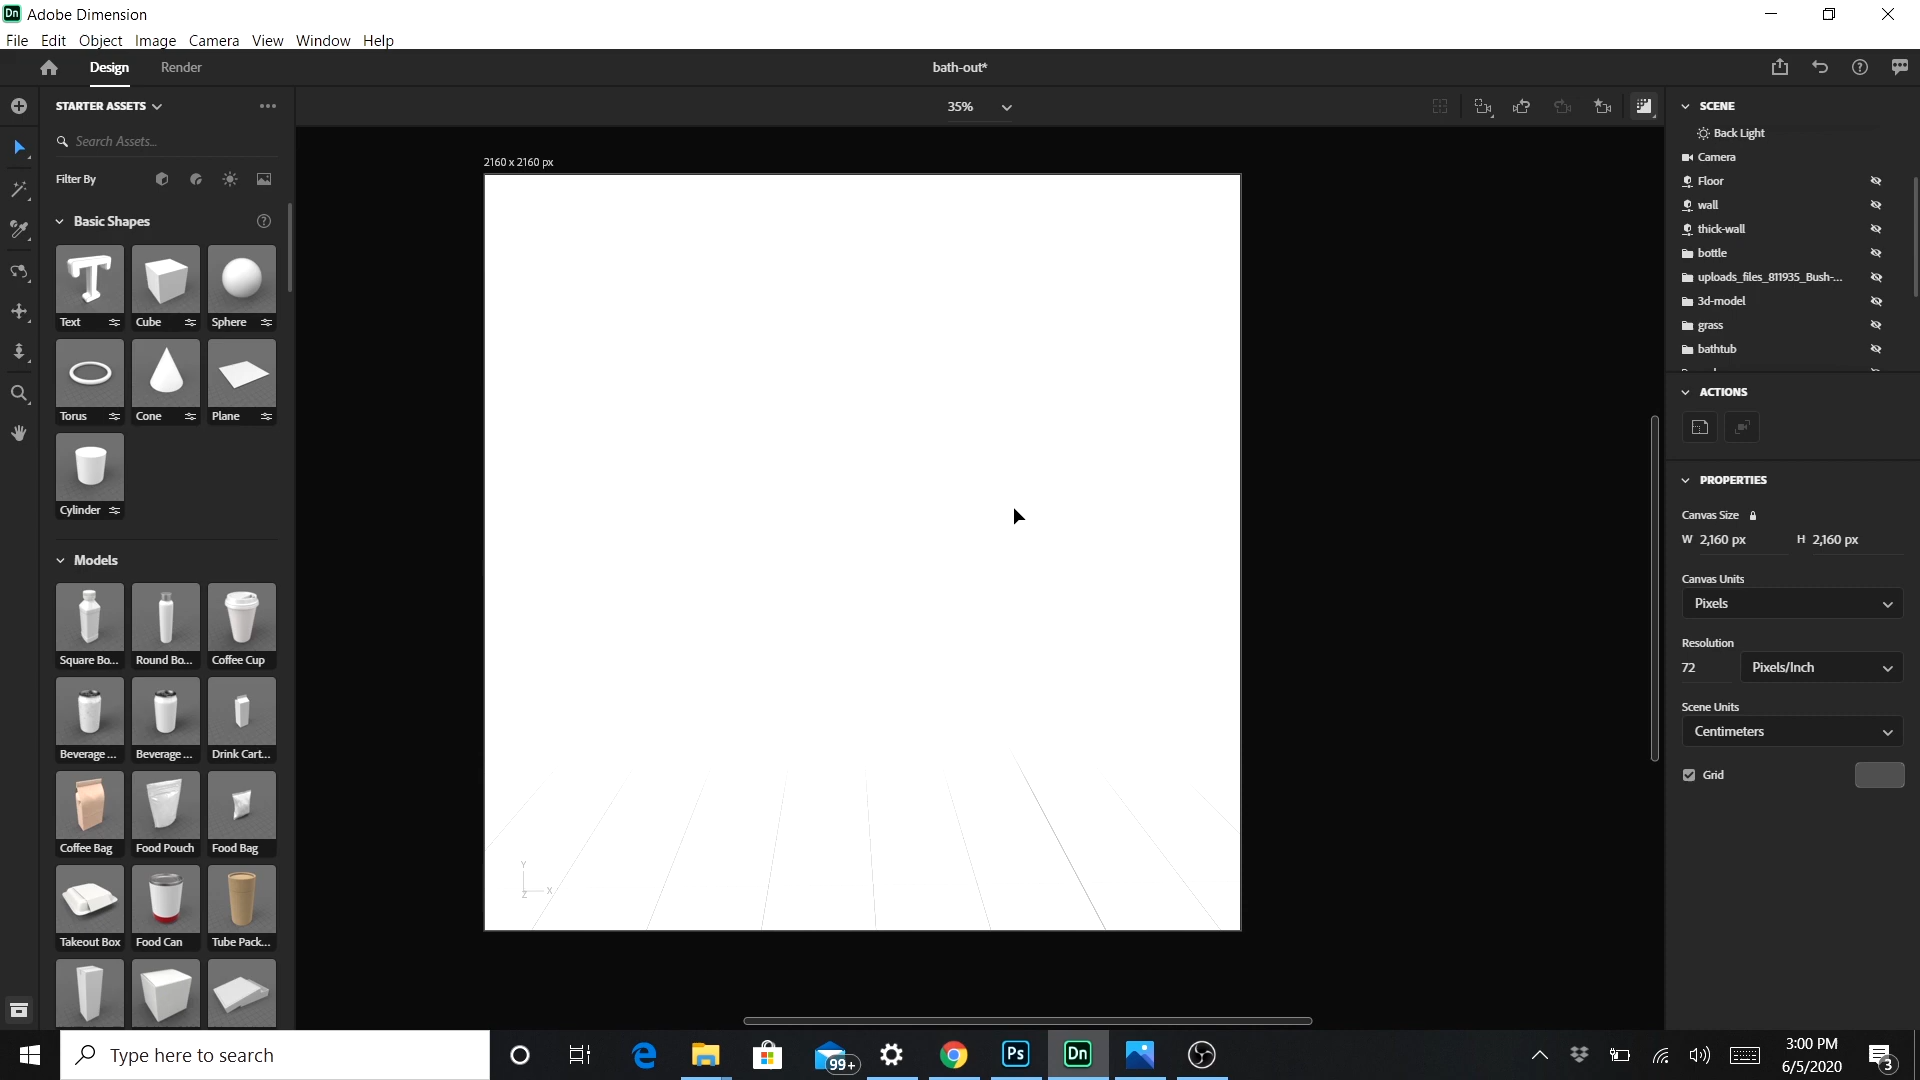 Dn Adobe Dimension
File Edit Object Image Camera View Window Help
Design Render bath-out*
STARTER ASSETS
35%
Search Assets...
Filter By
Basic Shapes
Text Cube Sphere
Torus Cone Plane
Cylinder
Models
Square Bo... Round Bo... Coffee Cup
Beverage ... Beverage ... Drink Cart...
Coffee Bag Food Pouch Food Bag
Takeout Box Food Can Tube Pack...
2160 x 2160 px
Y
Z X
SCENE
Back Light
Camera
Floor
wall
thick-wall
bottle
uploads_files_811935_Bush-...
3d-model
grass
bathtub
ACTIONS
PROPERTIES
Canvas Size
W 2,160 px H 2,160 px
Canvas Units
Pixels
Resolution
72 Pixels/Inch
Scene Units
Centimeters
Grid
Type here to search
99+
Ps
Dn
3:00 PM
6/5/2020
3